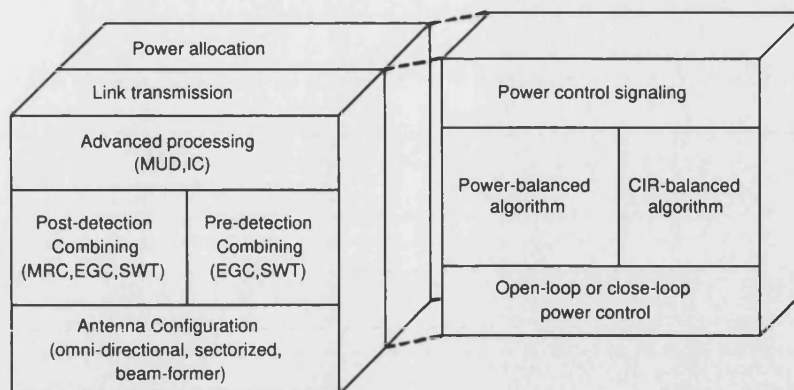 Power allocation
Link transmission
Advanced processing
(MUD,IC)
Post-detection
Combining
(MRC,EGC,SWT)
Pre-detection
Combining
(EGC,SWT)
Antenna Configuration
(omni-directional, sectorized,
beam-former)
Power control signaling
Power-balanced
algorithm
CIR-balanced
algorithm
Open-loop or close-loop
power control